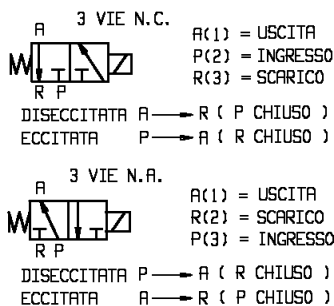 3 VIE N.C.
A
R P
A(1) = USCITA
P(2) = INGRESSO
R(3) = SCARICO
DISECCITATA A → R ( P CHIUSO )
ECCITATA P → A ( R CHIUSO )
3 VIE N.A.
A
R P
A(1) = USCITA
R(2) = SCARICO
P(3) = INGRESSO
DISECCITATA P → A ( R CHIUSO )
ECCITATA A → R ( P CHIUSO )